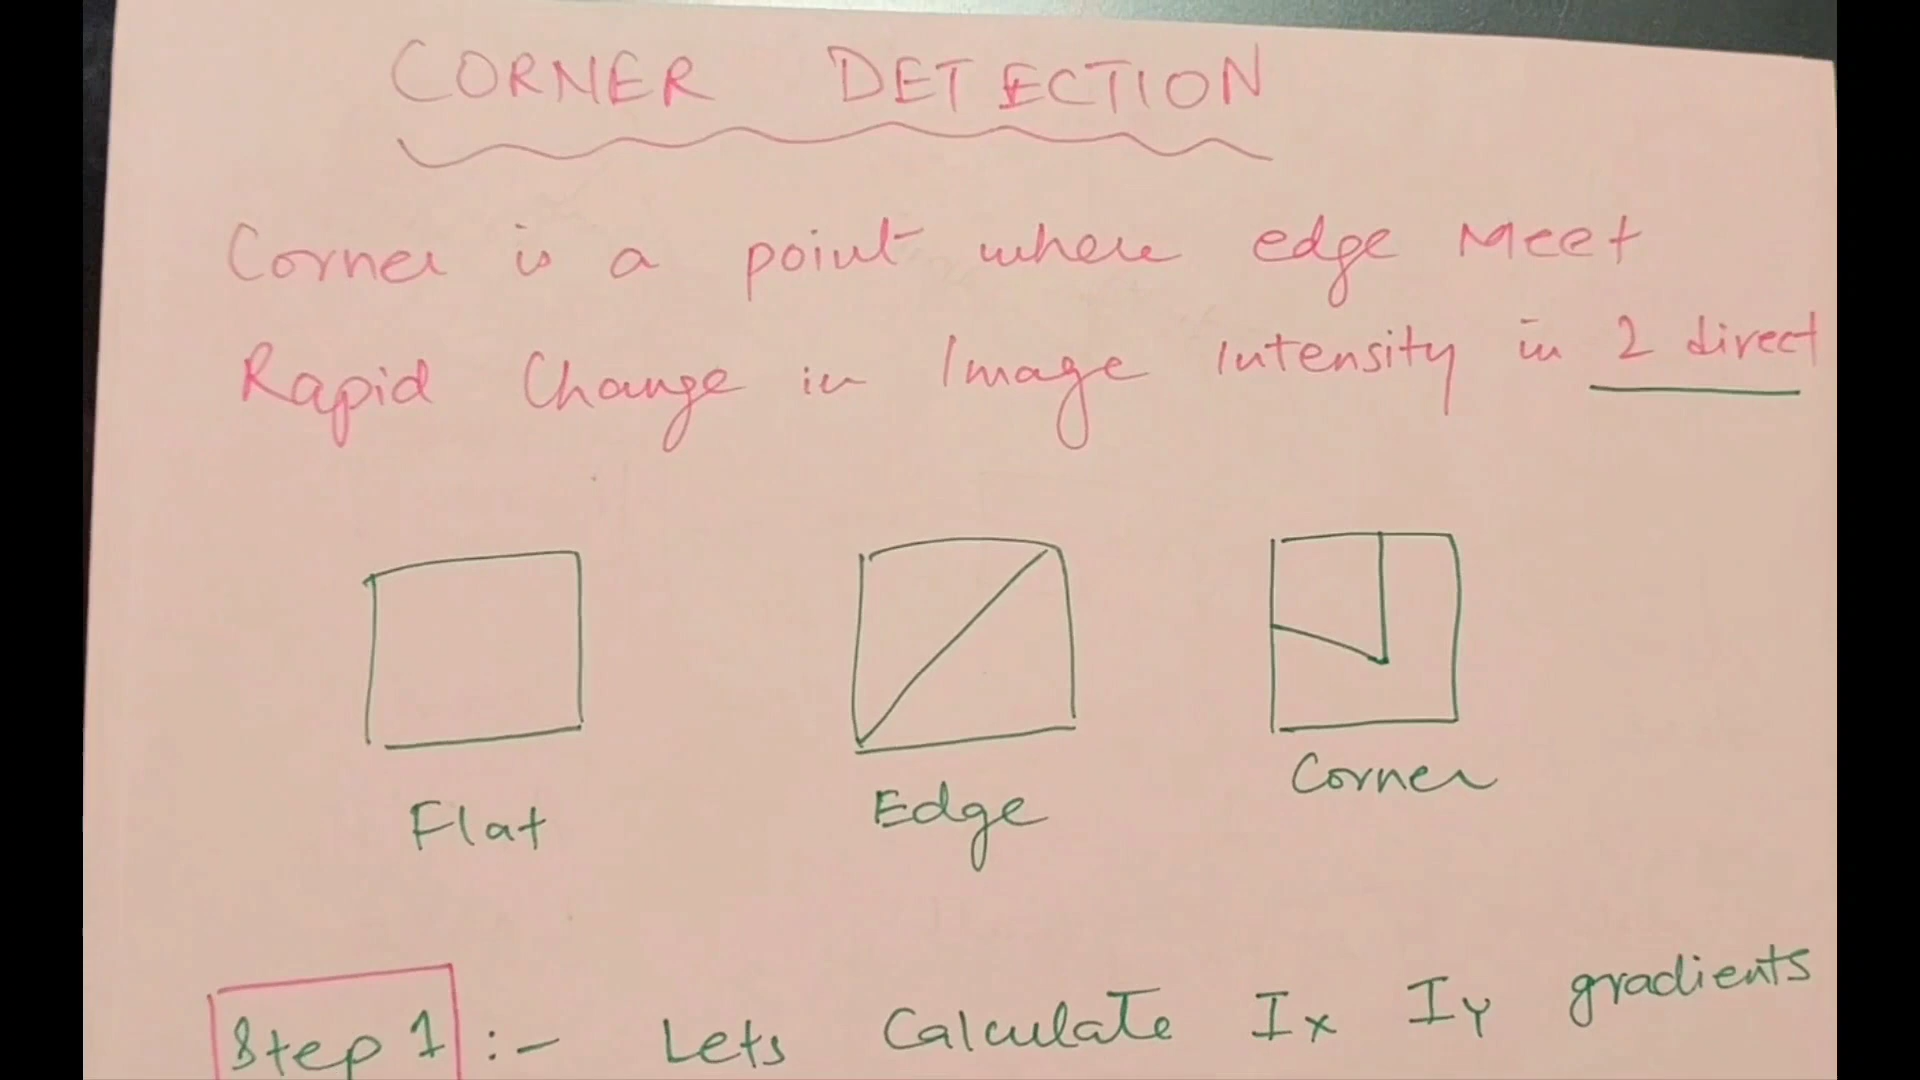 CORNER DETECTION
Corner is a point where edge Meet
Rapid Change in Image Intensity in 2 direct
Flat
Edge
Corner
Step 1 :- Lets Calculate Ix Iy gradients